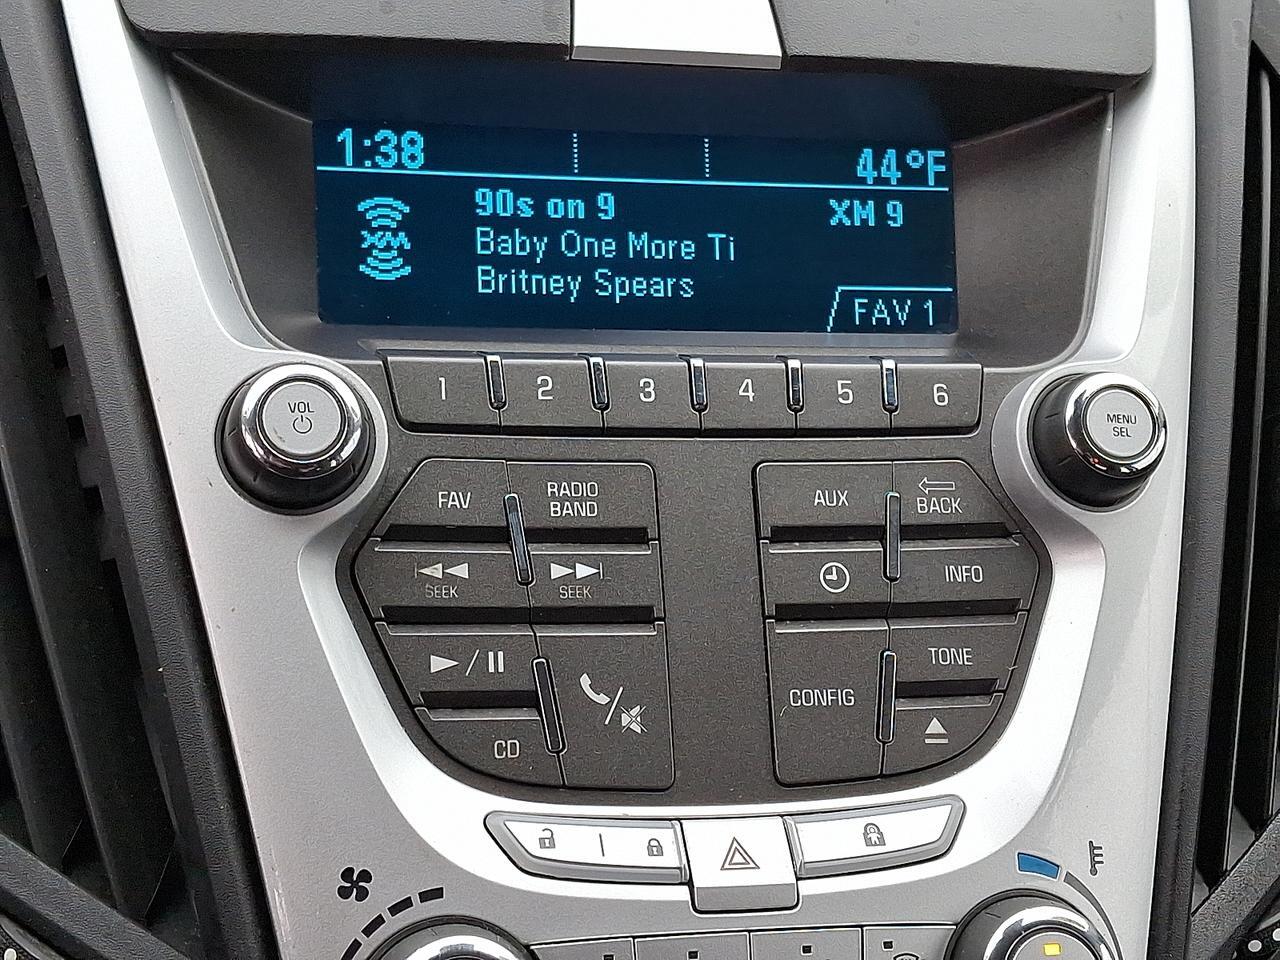 1:38 44°F
90s on 9 XM 9
Baby One More Ti
Britney Spears
FAV 1
XM
1 2 3 4 5 6
VOL
MENU
SEL
FAV
RADIO
BAND
AUX
BACK
SEEK
SEEK
INFO
TONE
CONFIG
CD